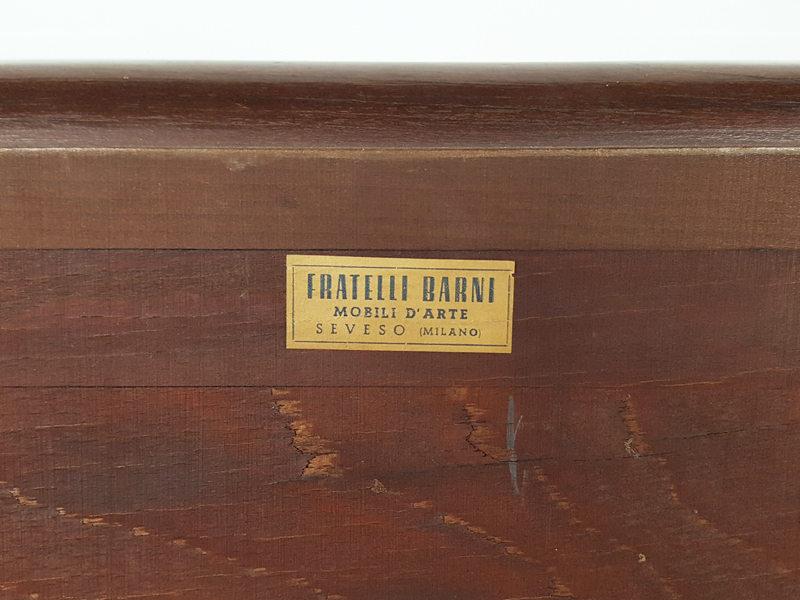 FRATELLI BARNI
MOBILI D'ARTE
SEVESO (MILANO)